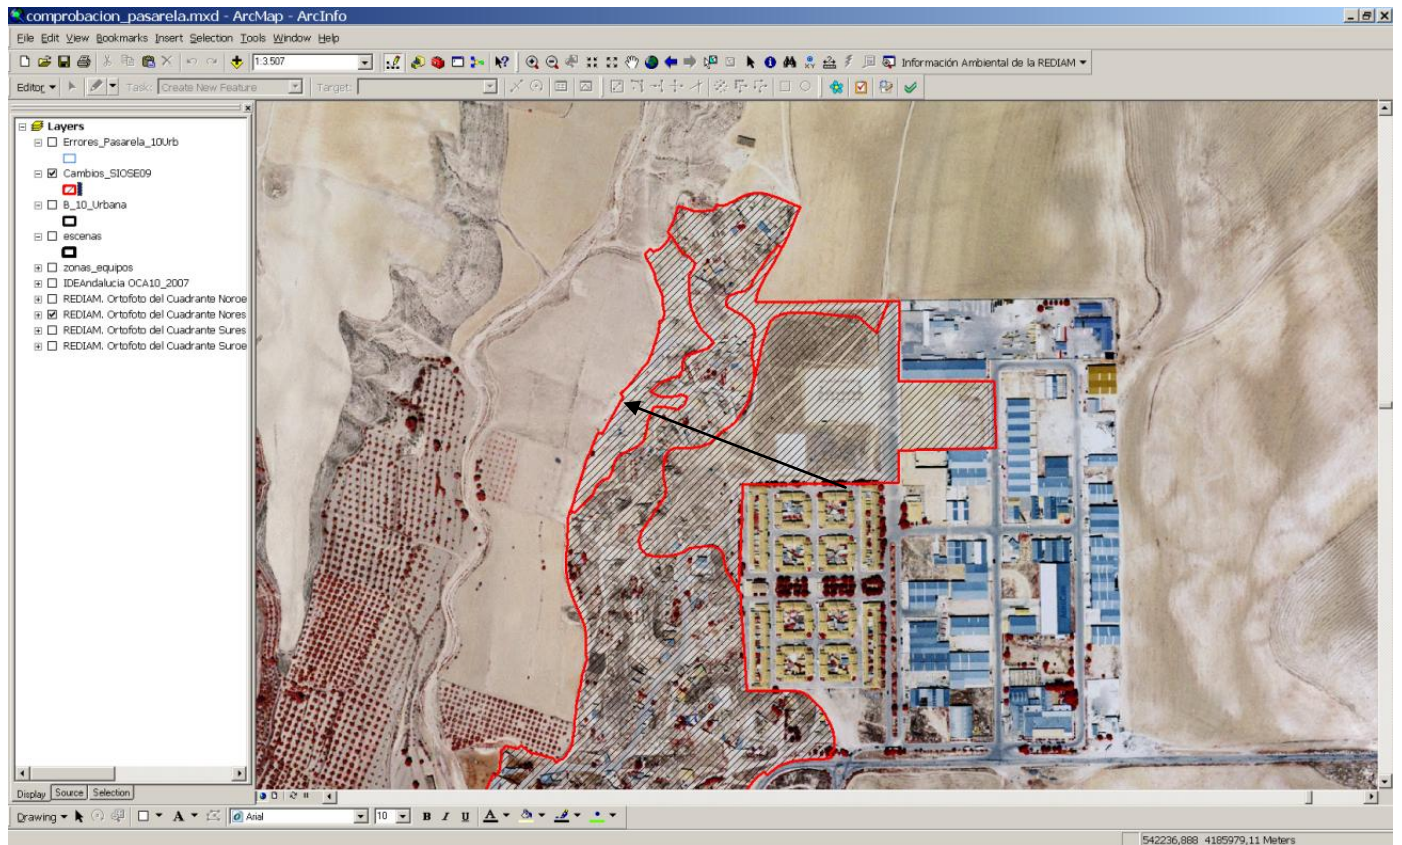 comprobacion_pasarela.mxd - ArcMap - ArcInfo
File Edit View Bookmarks Insert Selection Tools Window Help
1:3.507
Información Ambiental de la REDIAM
Editor Task: Create New Feature Target:
Layers
Errores_Pasarela_10Urb
Cambios_SIOSE09
B_10_Urbana
escenas
zonas_equipos
IDEAndalucia OCA10_2007
REDIAM. Ortofoto del Cuadrante Noroe
REDIAM. Ortofoto del Cuadrante Nores
REDIAM. Ortofoto del Cuadrante Sures
REDIAM. Ortofoto del Cuadrante Suroe
Display Source Selection
Drawing A Arial 10 B I U A
542236,888 4185979,11 Meters